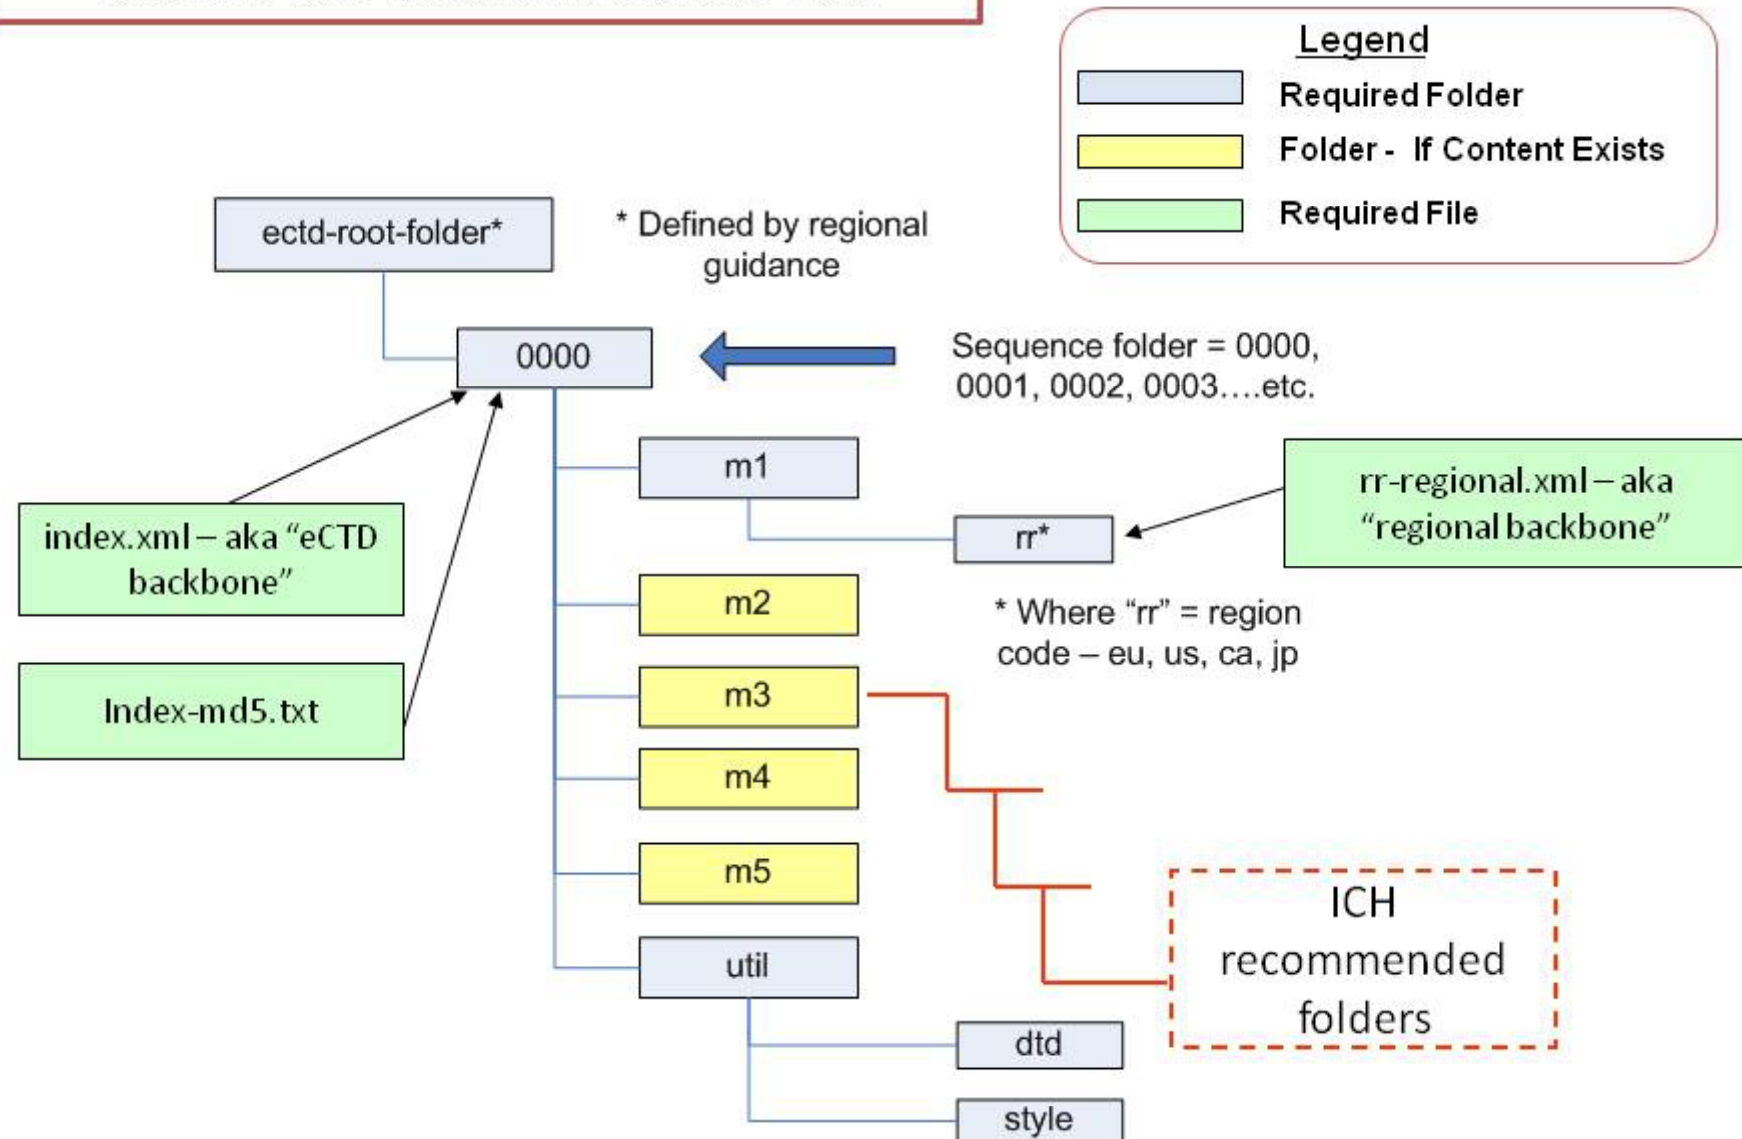 Legend
Required Folder
Folder - If Content Exists
Required File
ectd-root-folder*
* Defined by regional
guidance
0000
Sequence folder = 0000,
0001, 0002, 0003....etc.
m1
rr-regional.xml – aka
“regional backbone”
index.xml – aka “eCTD
backbone”
rr*
m2
* Where “rr” = region
code – eu, us, ca, jp
m3
Index-md5.txt
m4
m5
ICH
recommended
folders
util
dtd
style